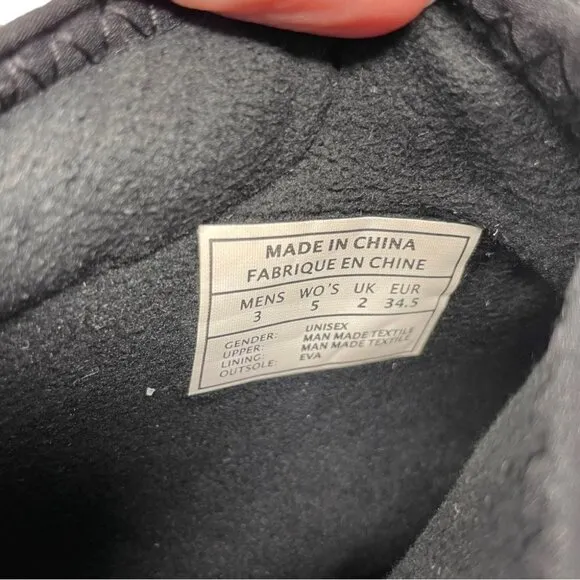 MADE IN CHINA
FABRIQUE EN CHINE
MENS WO'S UK EUR
3 5 2 34.5
GENDER: UNISEX
UPPER: MAN MADE TEXTILE
LINING: MAN MADE TEXTILE
OUTSOLE: EVA